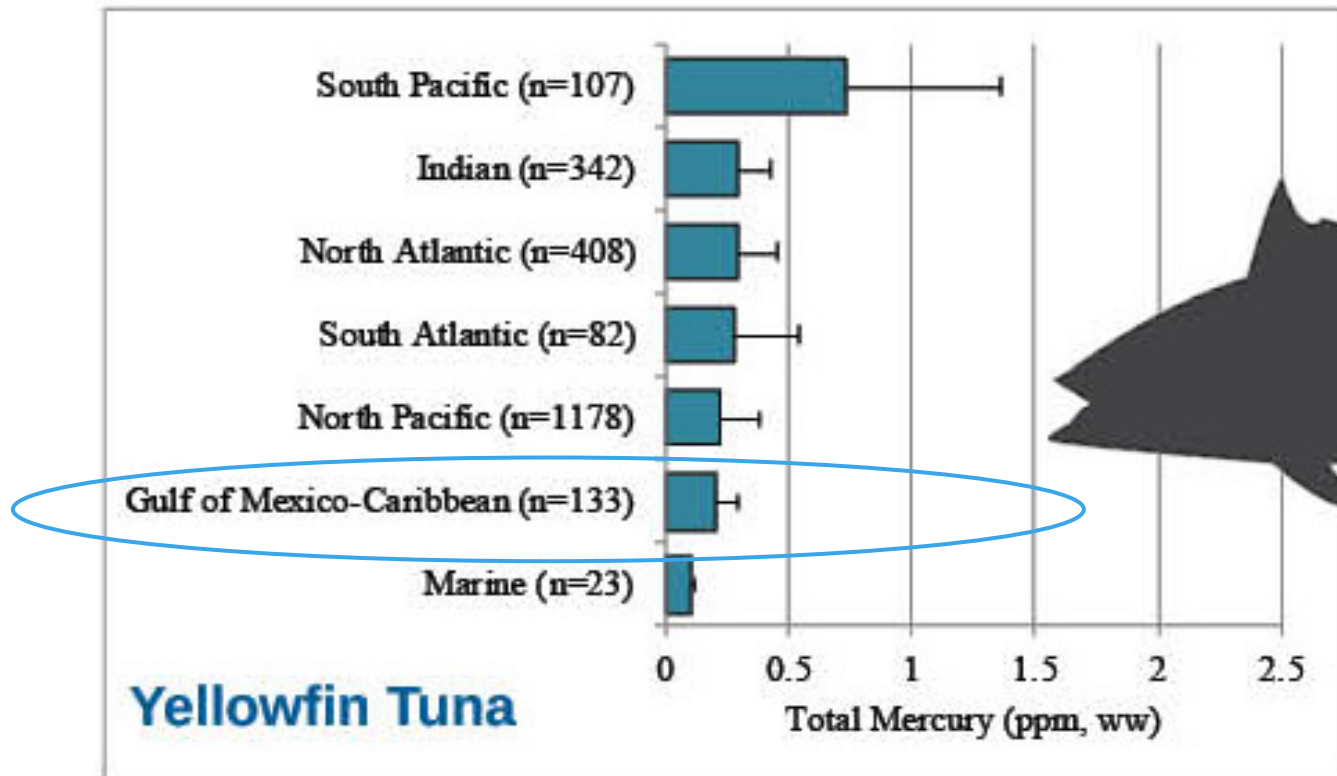 South Pacific (n=107)
Indian (n=342)
North Atlantic (n=408)
South Atlantic (n=82)
North Pacific (n=1178)
Gulf of Mexico-Caribbean (n=133)
Marine (n=23)
0 0.5 1 1.5 2 2.5
Total Mercury (ppm, ww)
Yellowfin Tuna